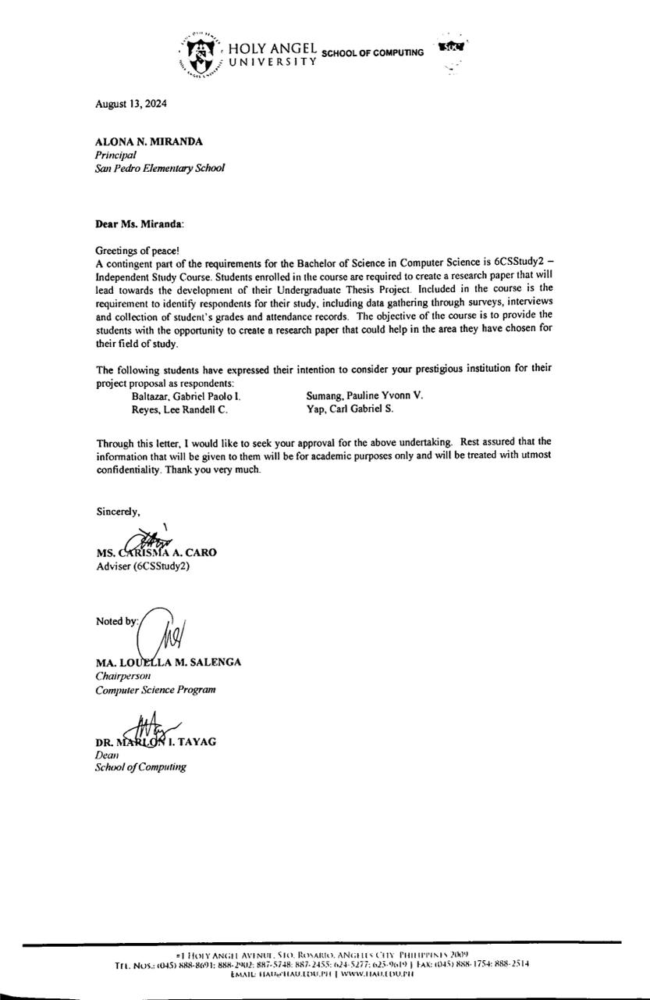 HOLY ANGEL
UNIVERSITY
SCHOOL OF COMPUTING
SOC
August 13, 2024
ALONA N. MIRANDA
Principal
San Pedro Elementary School
Dear Ms. Miranda:
Greetings of peace!
A contingent part of the requirements for the Bachelor of Science in Computer Science is 6CSStudy2 –
Independent Study Course. Students enrolled in the course are required to create a research paper that will
lead towards the development of their Undergraduate Thesis Project. Included in the course is the
requirement to identify respondents for their study, including data gathering through surveys, interviews
and collection of student's grades and attendance records. The objective of the course is to provide the
students with the opportunity to create a research paper that could help in the area they have chosen for
their field of study.
The following students have expressed their intention to consider your prestigious institution for their
project proposal as respondents:
Baltazar, Gabriel Paolo I. Sumang, Pauline Yvonn V.
Reyes, Lee Randell C. Yap, Carl Gabriel S.
Through this letter, I would like to seek your approval for the above undertaking. Rest assured that the
information that will be given to them will be for academic purposes only and will be treated with utmost
confidentiality. Thank you very much.
Sincerely,
MS. CARISMA A. CARO
Adviser (6CSStudy2)
Noted by:
MA. LOUELLA M. SALENGA
Chairperson
Computer Science Program
DR. MARLON I. TAYAG
Dean
School of Computing
#1 HOLY ANGEL AVENUE, STO. ROSARIO, ANGELES CITY PHILIPPINES 2009
TEL. NOS.: (045) 888-8691; 888-2902; 887-5748; 887-2455; 624-5277; 625-9619 | FAX: (045) 888-1754; 888-2514
EMAIL: HAU@HAU.EDU.PH | WWW.HAU.EDU.PH